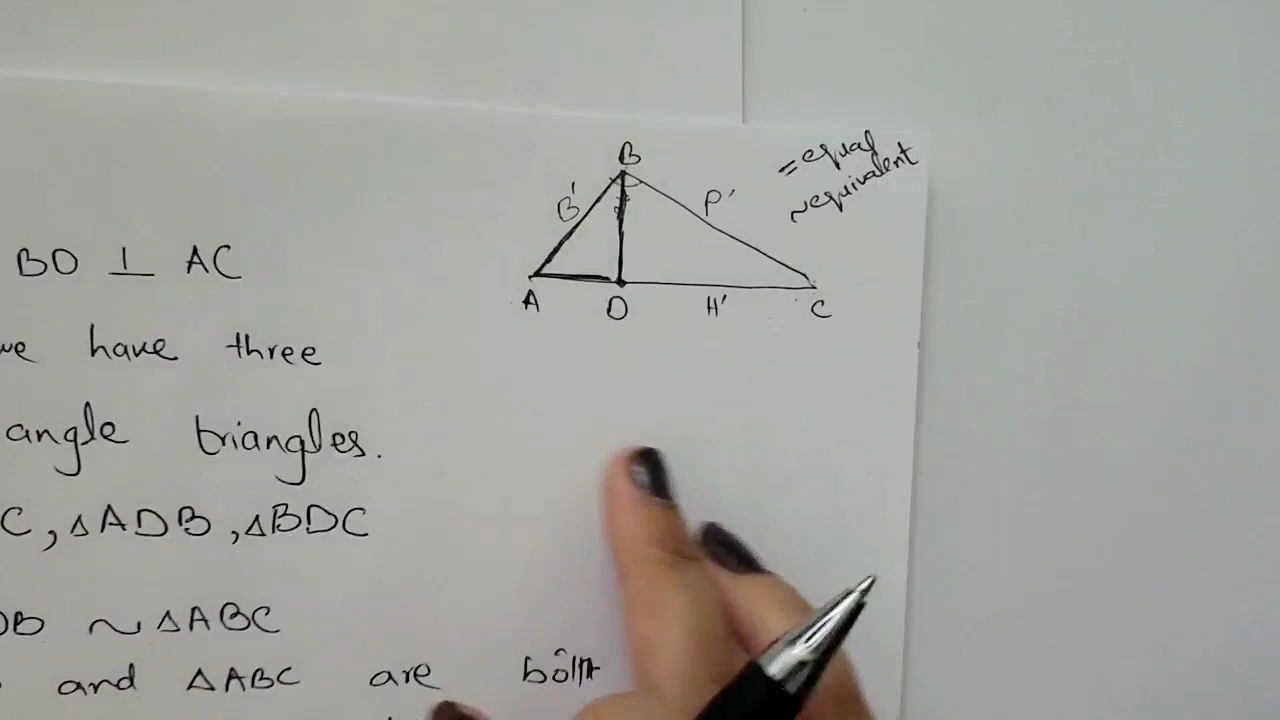 B
= equal
~equivalent
B'
P'
A
D
H'
C
BD ⊥ AC
we have three
angle triangles.
C, △ADB, △BDC
DB ~ △ABC
and △ABC are both